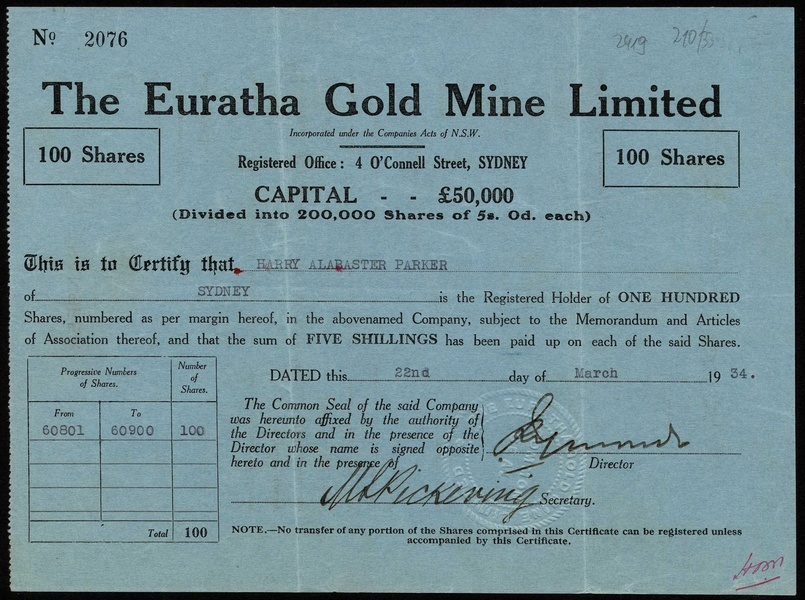 No 2076
2419 210/33
The Euratha Gold Mine Limited
Incorporated under the Companies Acts of N.S.W.
100 Shares
Registered Office: 4 O'Connell Street, SYDNEY
100 Shares
CAPITAL - - £50,000
(Divided into 200,000 Shares of 5s. 0d. each)
This is to Certify that HARRY ALABASTER PARKER
of SYDNEY is the Registered Holder of ONE HUNDRED
Shares, numbered as per margin hereof, in the abovenamed Company, subject to the Memorandum and Articles
of Association thereof, and that the sum of FIVE SHILLINGS has been paid up on each of the said Shares.
Progressive Numbers of Shares. Number of Shares.
From To
60801 60900 100
Total 100
DATED this 22nd day of March 1934.
The Common Seal of the said Company
was hereunto affixed by the authority of
the Directors and in the presence of the
Director whose name is signed opposite
hereto and in the presence of
Director
Pickering Secretary.
NOTE.—No transfer of any portion of the Shares comprised in this Certificate can be registered unless
accompanied by this Certificate.